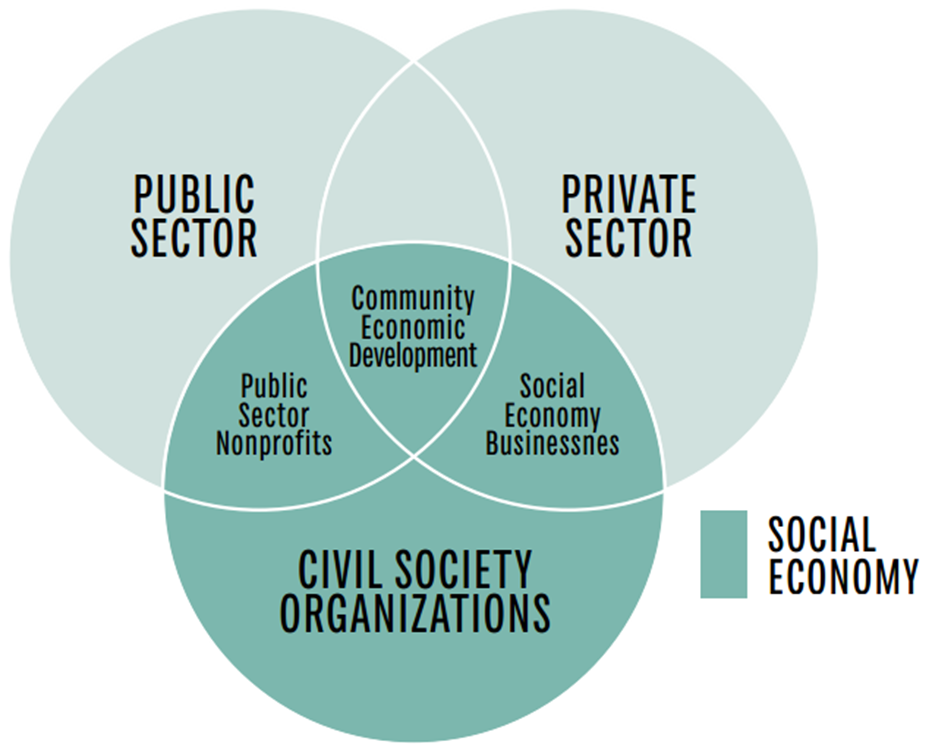 PUBLIC
SECTOR
PRIVATE
SECTOR
Community
Economic
Development
Public
Sector
Nonprofits
Social
Economy
Businessnes
CIVIL SOCIETY
ORGANIZATIONS
SOCIAL
ECONOMY